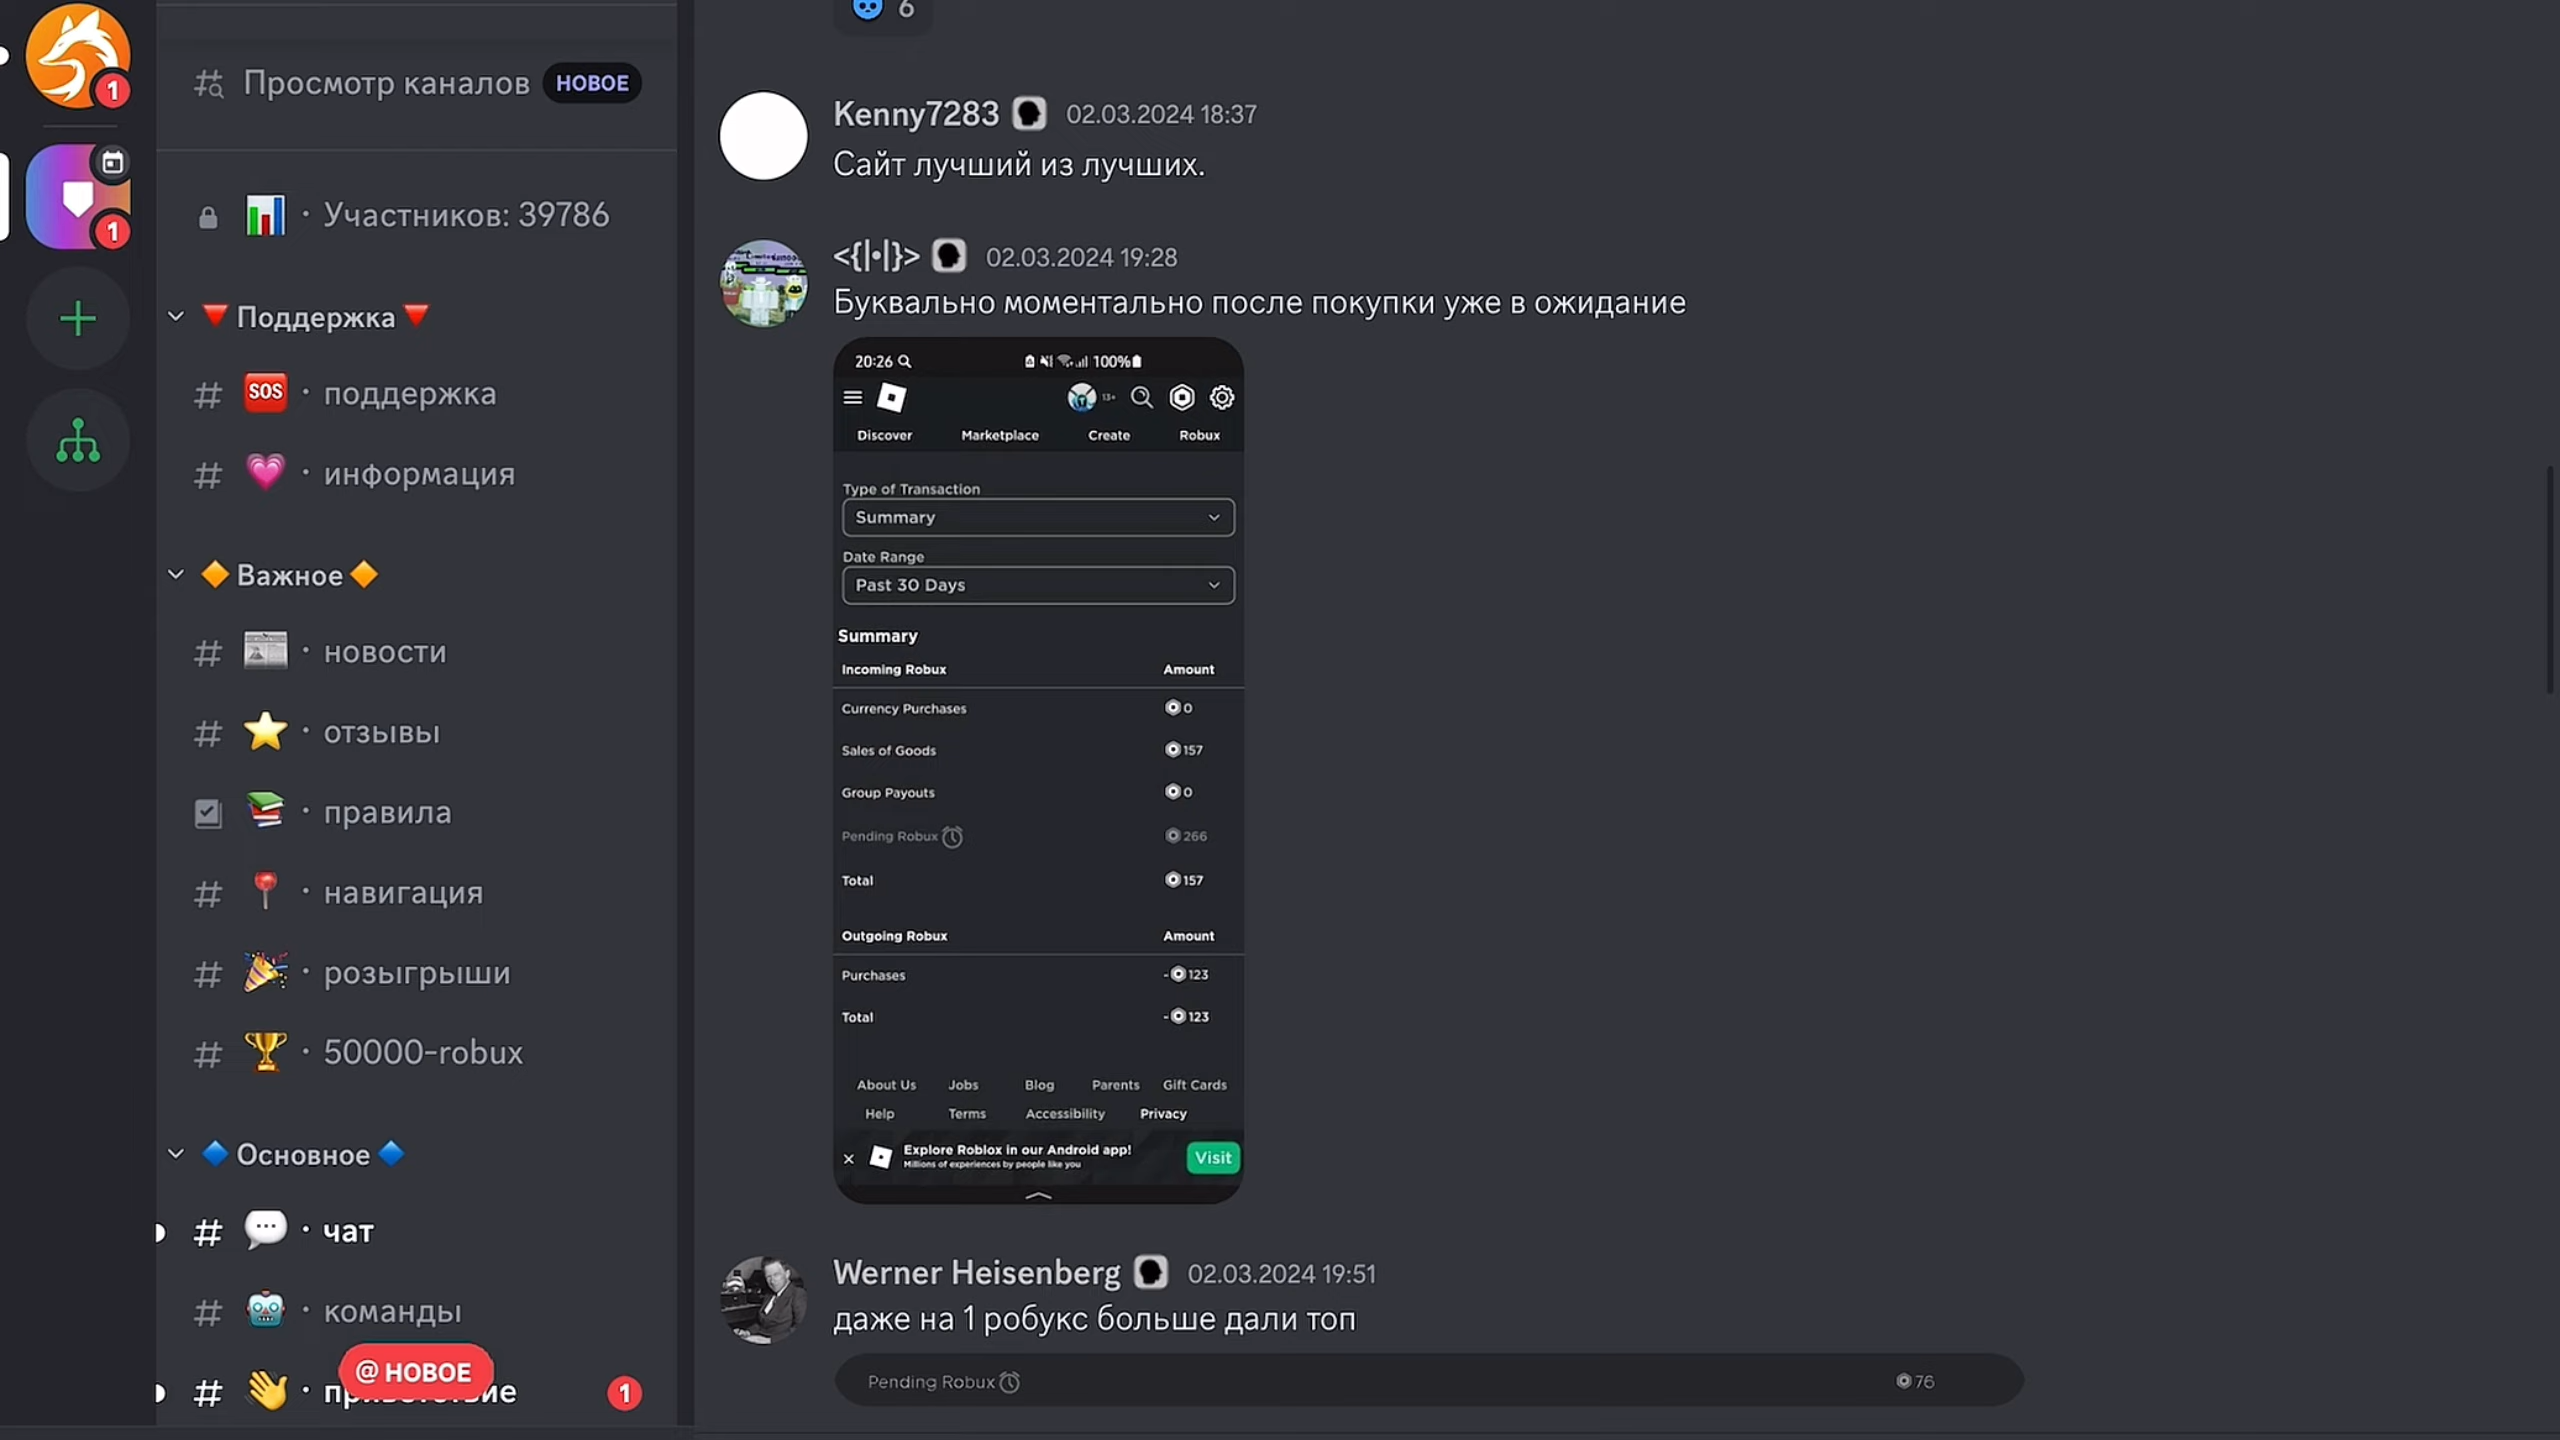 1
1
Просмотр каналов НОВОЕ
· Участников: 39786
Поддержка
SOS · поддержка
· информация
Важное
· новости
· отзывы
· правила
· навигация
· розыгрыши
· 50000-robux
Основное
· чат
· команды
@ НОВОЕ
1
6
Kenny7283 02.03.2024 18:37
Сайт лучший из лучших.
<{|•|}> 02.03.2024 19:28
Буквально моментально после покупки уже в ожидание
20:26 100%
13+
Discover Marketplace Create Robux
Type of Transaction
Summary
Date Range
Past 30 Days
Summary
Incoming Robux Amount
Currency Purchases 0
Sales of Goods 157
Group Payouts 0
Pending Robux 266
Total 157
Outgoing Robux Amount
Purchases -123
Total -123
About Us Jobs Blog Parents Gift Cards
Help Terms Accessibility Privacy
Explore Roblox in our Android app!
Millions of experiences by people like you
Visit
Werner Heisenberg 02.03.2024 19:51
даже на 1 робукс больше дали топ
Pending Robux 76